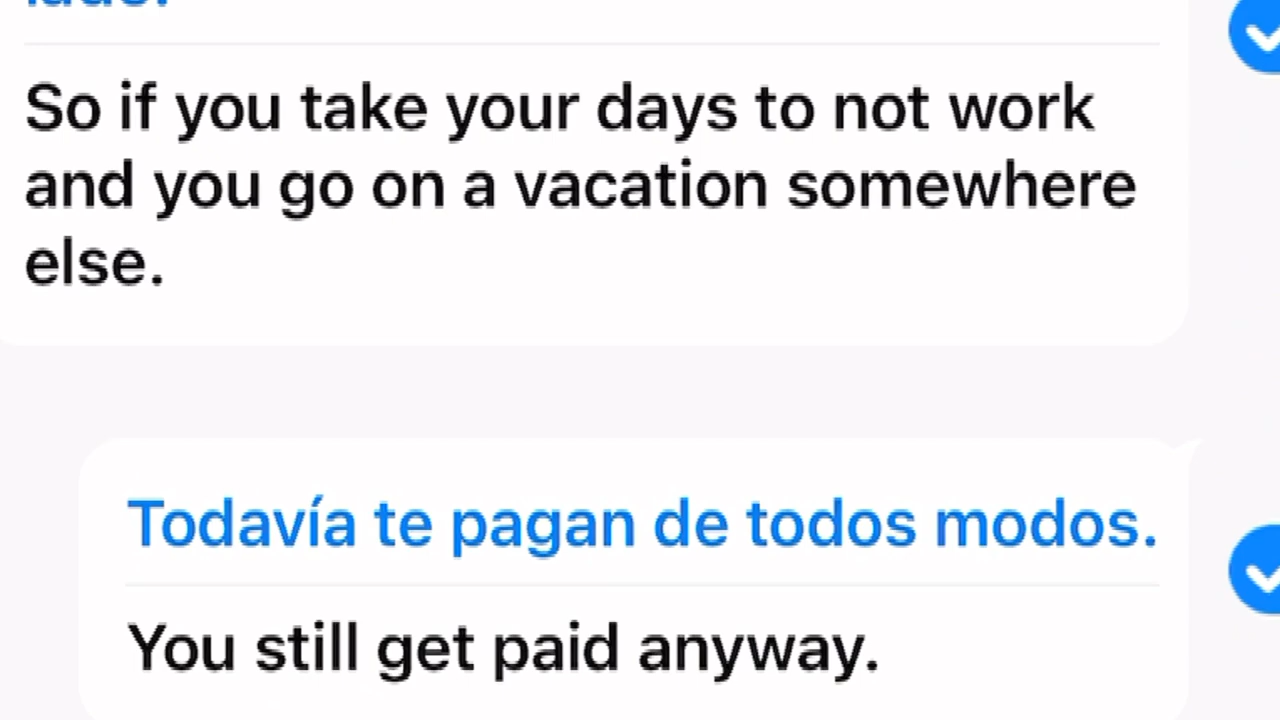 So if you take your days to not work
and you go on a vacation somewhere
else.
Todavía te pagan de todos modos.
You still get paid anyway.